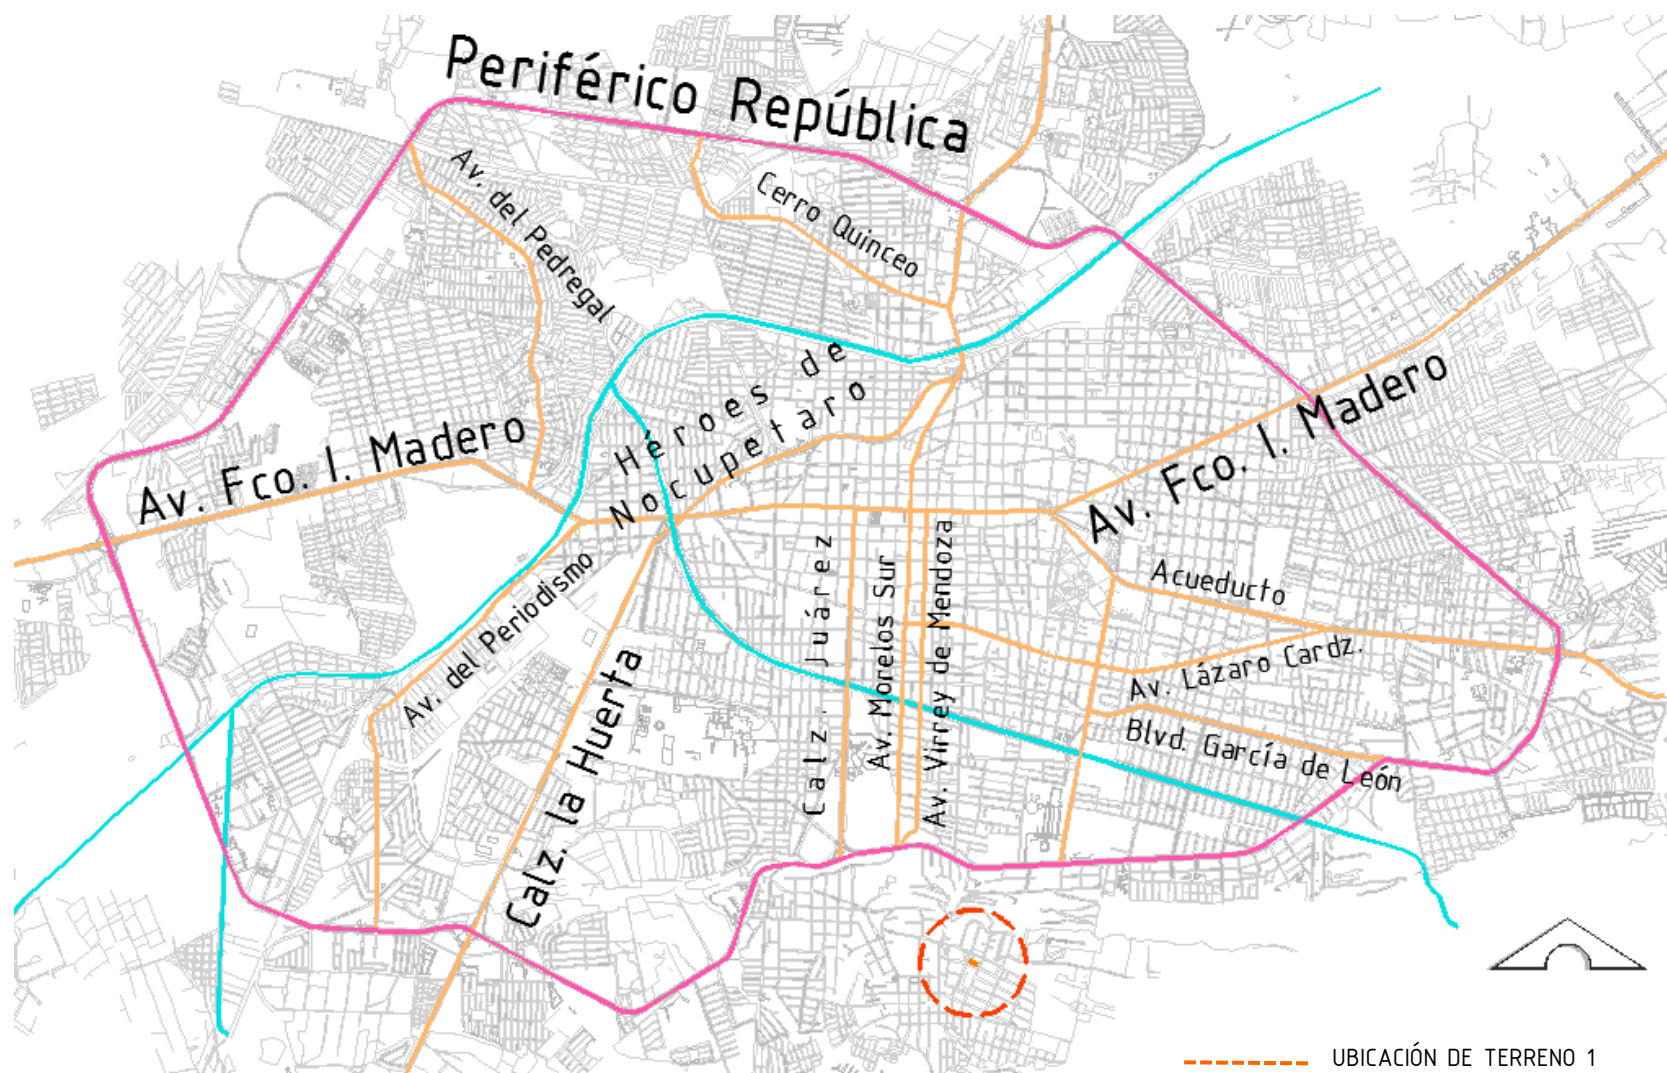 Periférico República
Av. del Pedregal
Cerro Quinceo
Héroes de
Nocupetaro
Av. Fco. I. Madero
Av. Fco. I. Madero
Av. del Periodismo
Calz. la Huerta
Calz. Juárez
Av. Morelos Sur
Av. Virrey de Mendoza
Acueducto
Av. Lázaro Cardz.
Blvd. García de León
UBICACIÓN DE TERRENO 1